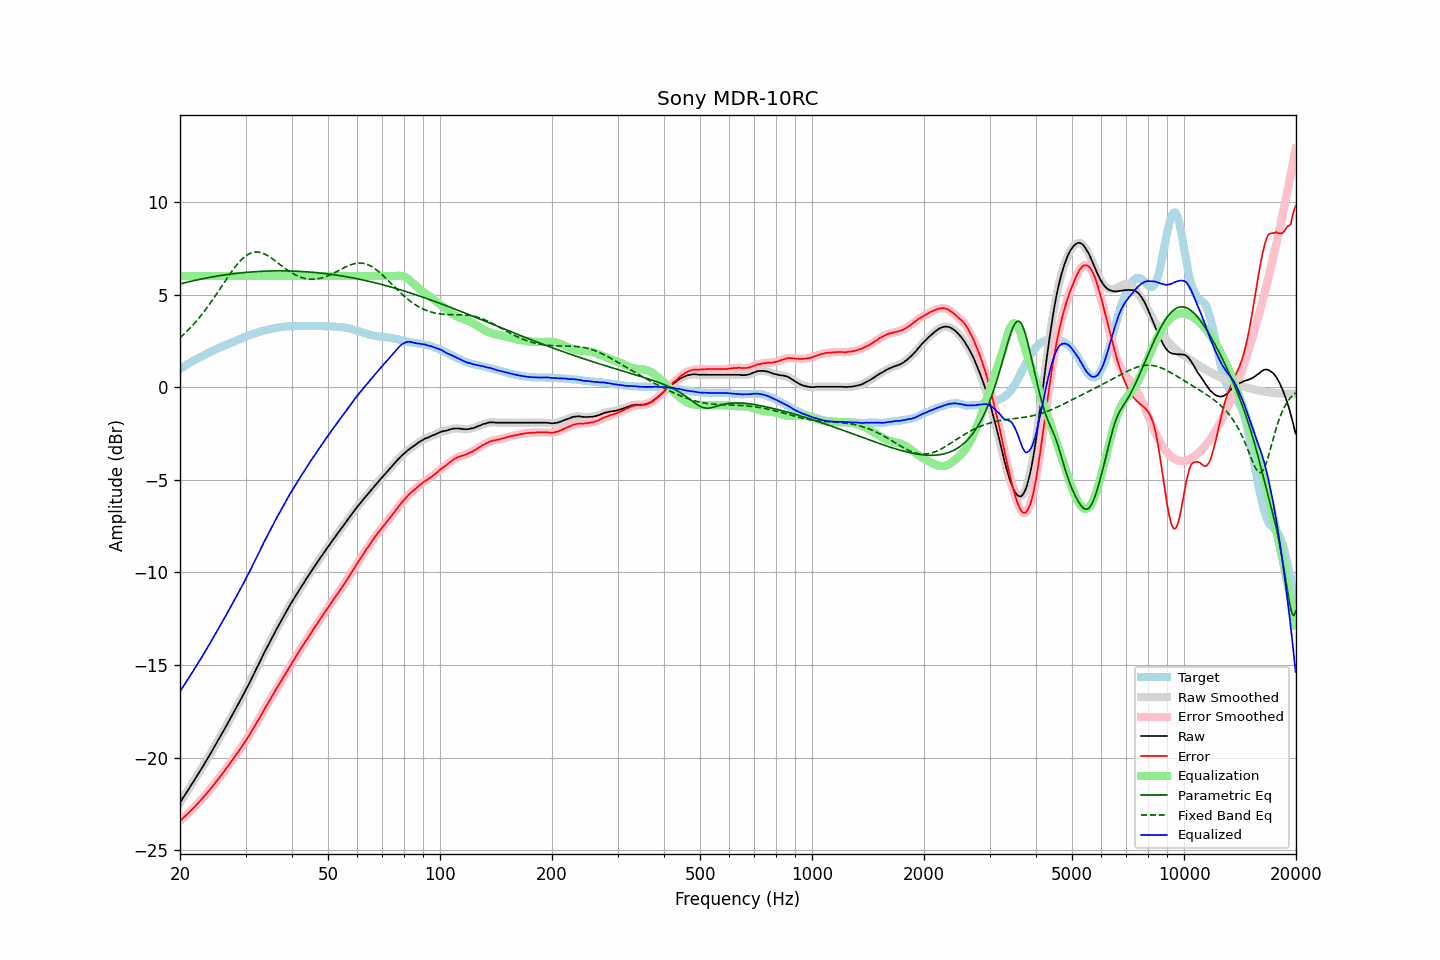 Sony MDR-10RC
Amplitude (dBr)
10
5
0
−5
−10
−15
−20
−25
20
50
100
200
500
1000
2000
5000
10000
20000
Frequency (Hz)
Target
Raw Smoothed
Error Smoothed
Raw
Error
Equalization
Parametric Eq
Fixed Band Eq
Equalized